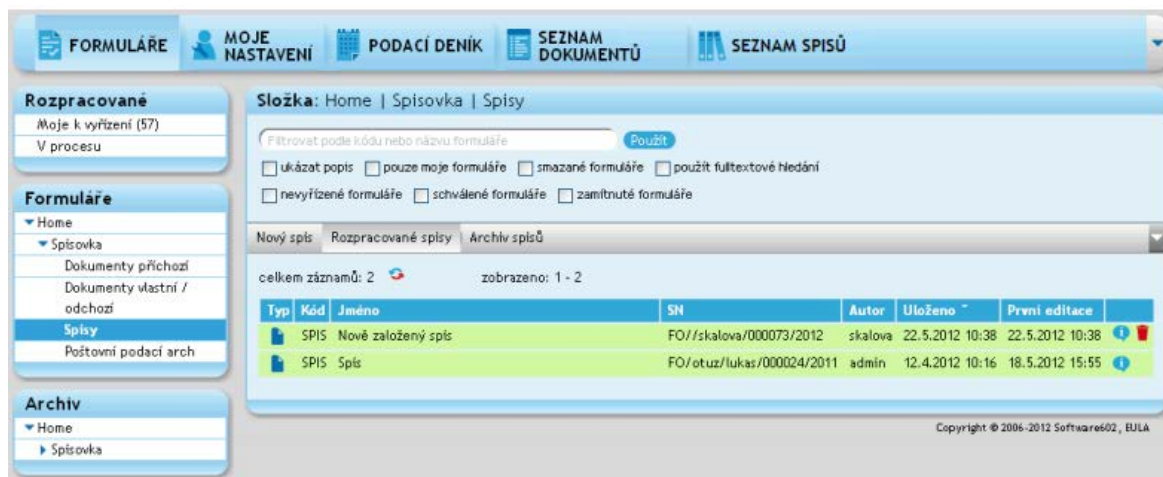 FORMULÁŘE
MOJE NASTAVENÍ
PODACÍ DENÍK
SEZNAM DOKUMENTŮ
SEZNAM SPISŮ
Rozpracované
Moje k vyřízení (57)
V procesu
Formuláře
Home
Spisovka
Dokumenty příchozí
Dokumenty vlastní /
odchozí
Spisy
Poštovní podací arch
Archiv
Home
Spisovka
Složka: Home | Spisovka | Spisy
Filtrovat podle kódu nebo názvu formuláře Použít
ukázat popis pouze moje formuláře smazané formuláře použít fulltextové hledání
nevyřízené formuláře schválené formuláře zamítnuté formuláře
Nový spis Rozpracované spisy Archiv spisů
celkem záznamů: 2 zobrazeno: 1 - 2
Typ Kód Jméno SN Autor Uloženo První editace
SPIS Nově založený spis FO//skalova/000073/2012 skalova 22.5.2012 10:38 22.5.2012 10:38
SPIS Spis FO/otuz/lukas/000024/2011 admin 12.4.2012 10:16 18.5.2012 15:55
Copyright © 2006-2012 Software602, EULA